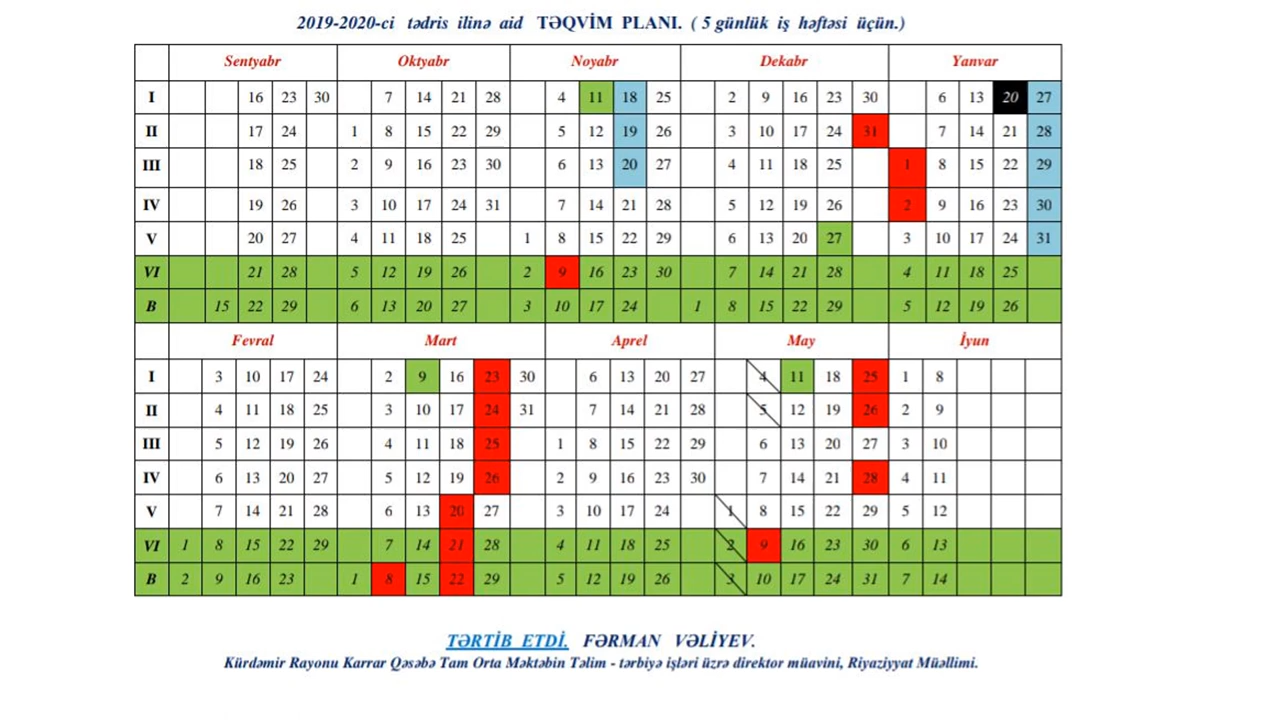 2019-2020-ci tədris ilinə aid TƏQVİM PLANI. ( 5 günlük iş həftəsi üçün.)
Sentyabr Oktyabr Noyabr Dekabr Yanvar
I 16 23 30 7 14 21 28 4 11 18 25 2 9 16 23 30 6 13 20 27
II 17 24 1 8 15 22 29 5 12 19 26 3 10 17 24 31 7 14 21 28
III 18 25 2 9 16 23 30 6 13 20 27 4 11 18 25 1 8 15 22 29
IV 19 26 3 10 17 24 31 7 14 21 28 5 12 19 26 2 9 16 23 30
V 20 27 4 11 18 25 1 8 15 22 29 6 13 20 27 3 10 17 24 31
VI 21 28 5 12 19 26 2 9 16 23 30 7 14 21 28 4 11 18 25
B 15 22 29 6 13 20 27 3 10 17 24 1 8 15 22 29 5 12 19 26
Fevral Mart Aprel May İyun
I 3 10 17 24 2 9 16 23 30 6 13 20 27 4 11 18 25 1 8
II 4 11 18 25 3 10 17 24 31 7 14 21 28 5 12 19 26 2 9
III 5 12 19 26 4 11 18 25 1 8 15 22 29 6 13 20 27 3 10
IV 6 13 20 27 5 12 19 26 2 9 16 23 30 7 14 21 28 4 11
V 7 14 21 28 6 13 20 27 3 10 17 24 1 8 15 22 29 5 12
VI 1 8 15 22 29 7 14 21 28 4 11 18 25 2 9 16 23 30 6 13
B 2 9 16 23 1 8 15 22 29 5 12 19 26 3 10 17 24 31 7 14
TƏRTİB ETDİ. FƏRMAN VƏLİYEV.
Kürdəmir Rayonu Karrar Qəsəbə Tam Orta Məktəbin Təlim - tərbiyə işləri üzrə direktor müavini, Riyaziyyat Müəllimi.